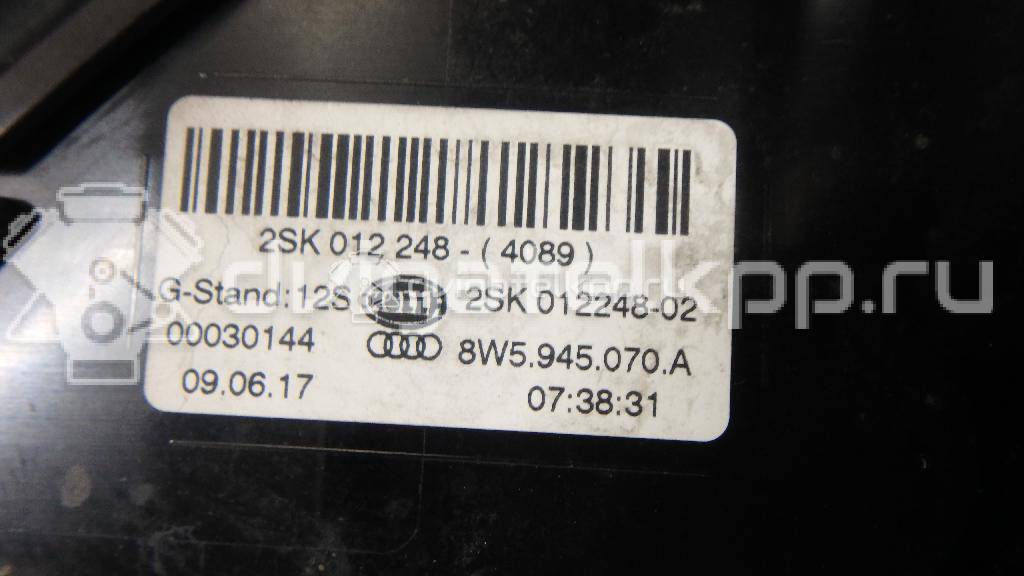 2SK 012 248 - ( 4089 )
G-Stand: 12S 2SK 012248-02
00030144 8W5.945.070.A
09.06.17 07:38:31
dvigatelkpp.ru